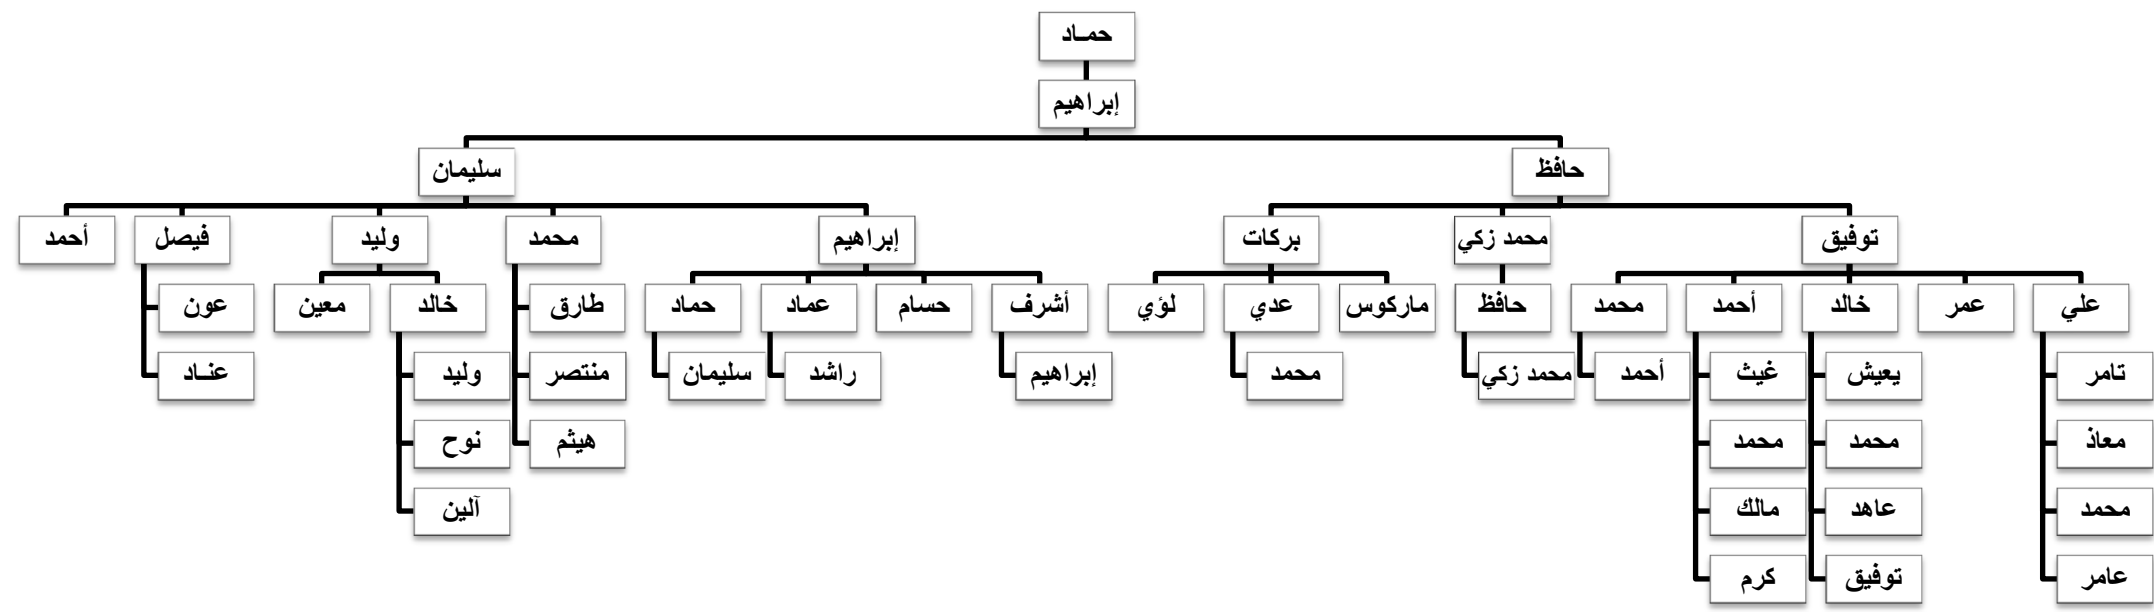 حمـاد
إبراهيم
حافظ
سليمان
توفيق
محمد زكي
بركات
إبراهيم
محمد
وليد
فيصل
أحمد
علي
عمر
خالد
أحمد
محمد
حافظ
ماركوس
عدي
لؤي
أشرف
حسام
عماد
حماد
طارق
خالد
معين
عون
تامر
يعيش
غيث
أحمد
محمد زكي
محمد
إبراهيم
راشد
سليمان
منتصر
وليد
عنـاد
معاذ
محمد
محمد
هيثم
نوح
محمد
عاهد
مالك
آلين
عامر
توفيق
كرم